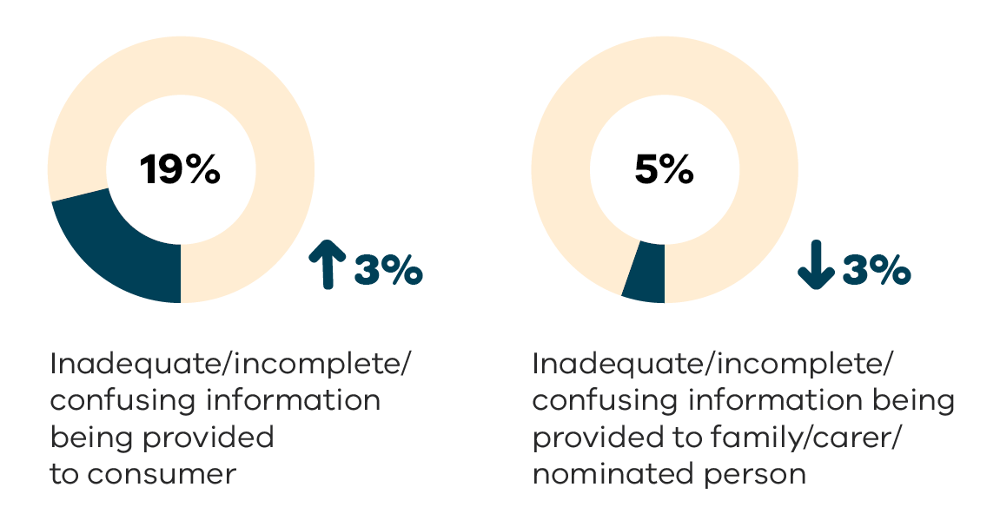 19%
3%
Inadequate/incomplete/
confusing information
being provided
to consumer
5%
3%
Inadequate/incomplete/
confusing information being
provided to family/carer/
nominated person